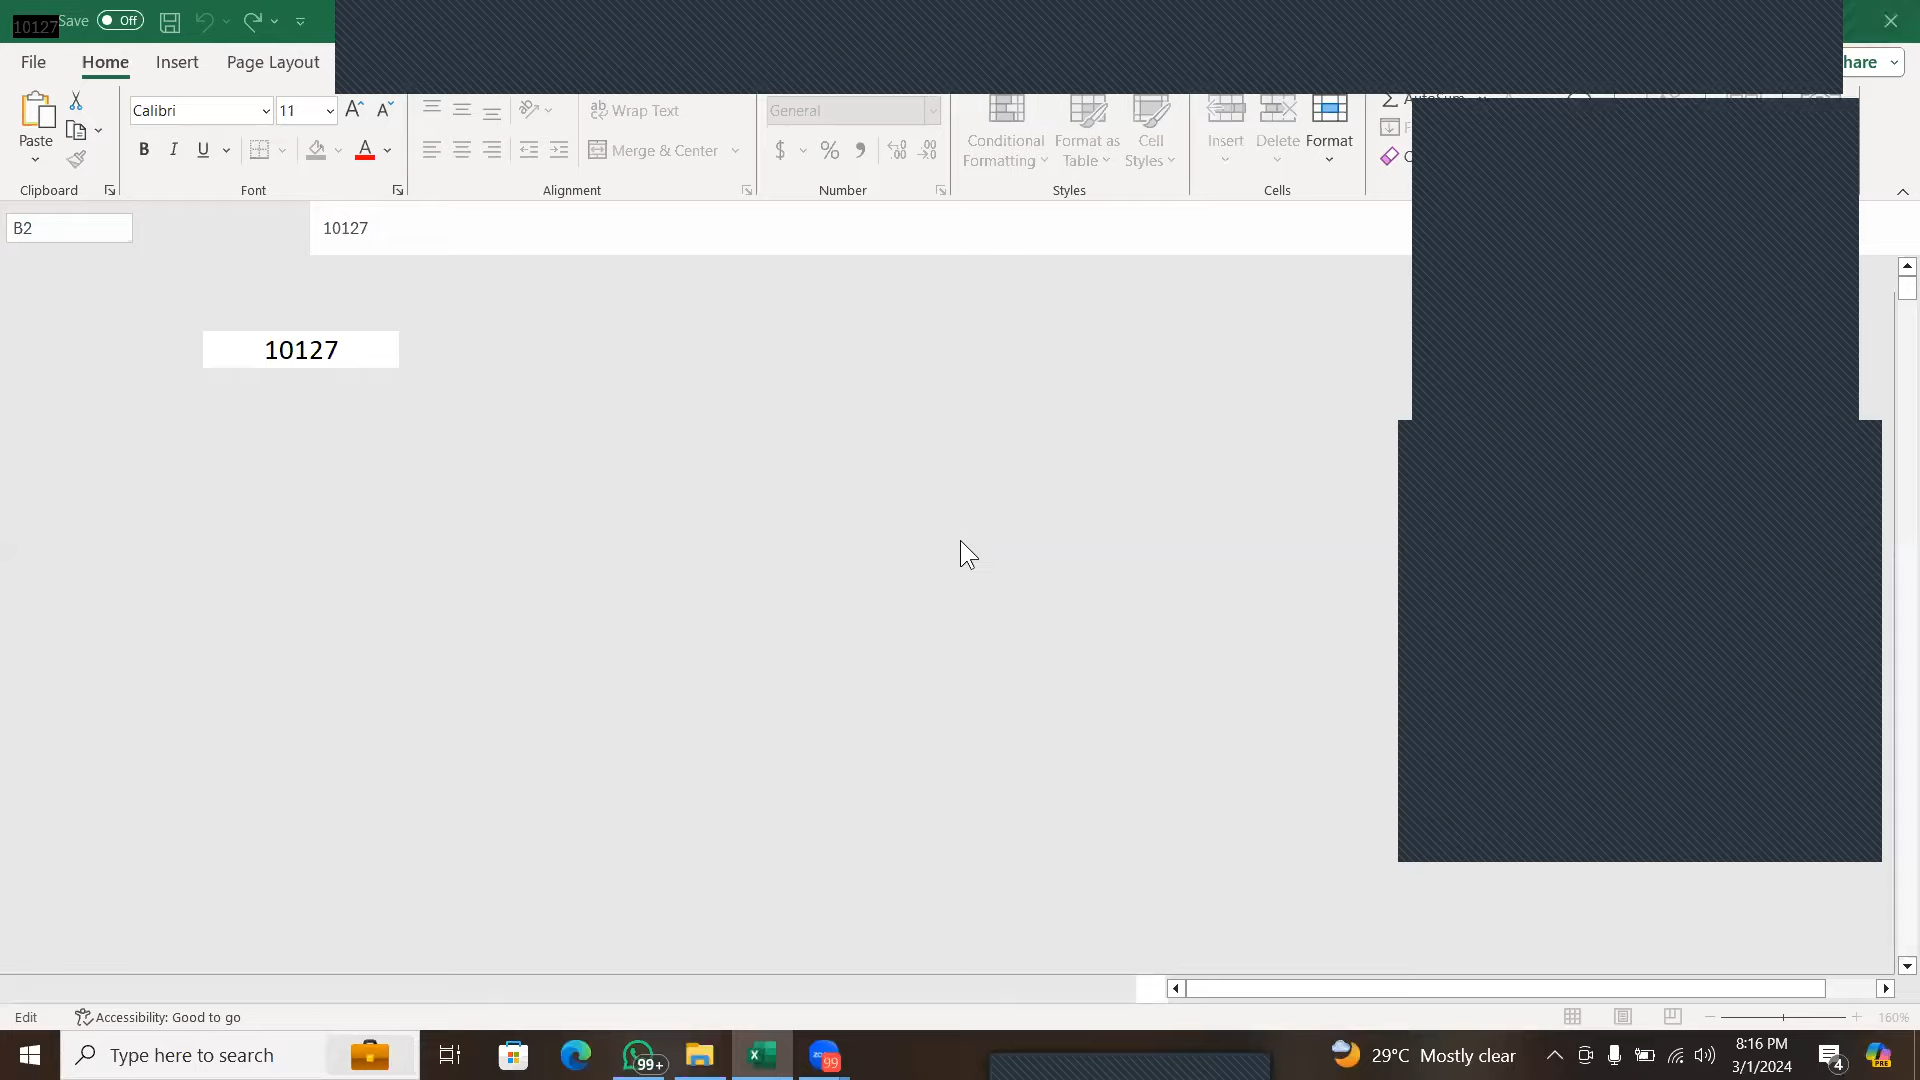 10127 Save Off
File Home Insert Page Layout hare
Calibri 11 Wrap Text General
Paste B I U A Merge & Center $ % Conditional Formatting Format as Table Cell Styles Insert Delete Format
Clipboard Font Alignment Number Styles Cells
B2 10127
10127
Edit Accessibility: Good to go 160%
Type here to search 99+ 99 29°C Mostly clear 8:16 PM 4
3/1/2024